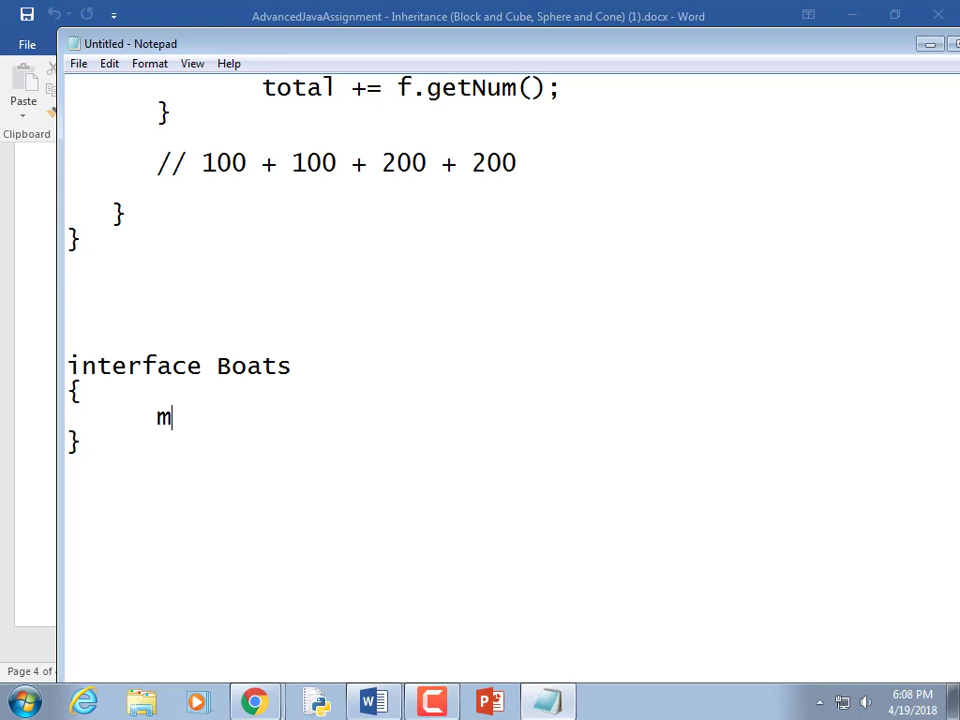 AdvancedJavaAssignment - Inheritance (Block and Cube, Sphere and Cone) (1).docx - Word
File
Paste
Clipboard
Untitled - Notepad
File Edit Format View Help
total += f.getNum();
}
// 100 + 100 + 200 + 200
}
}
interface Boats
{
m
}
Page 4 of
6:08 PM
4/19/2018